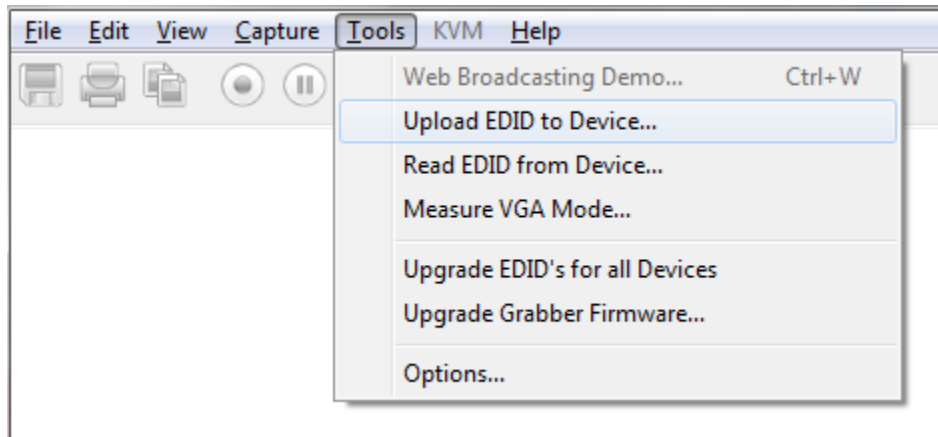 File Edit View Capture Tools KVM Help
Web Broadcasting Demo... Ctrl+W
Upload EDID to Device...
Read EDID from Device...
Measure VGA Mode...
Upgrade EDID's for all Devices
Upgrade Grabber Firmware...
Options...